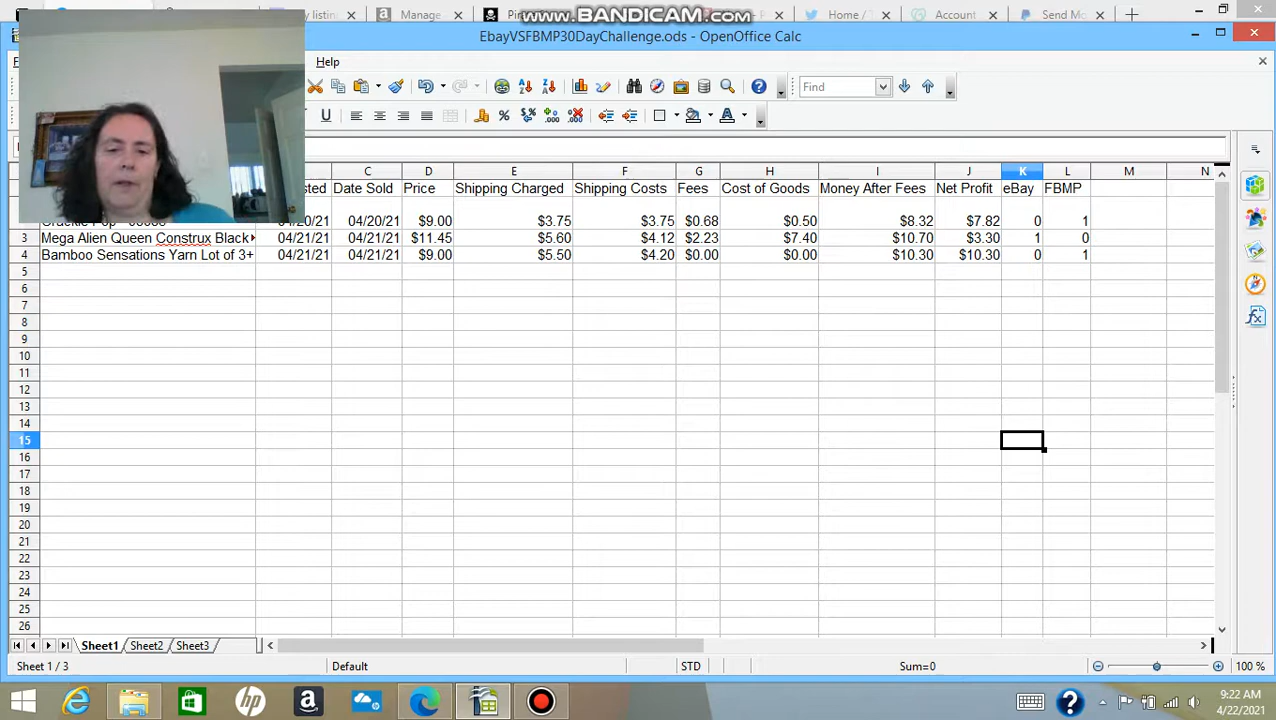 y listing
Manage
Pi
Home /
Account
Send Mo
www.BANDICAM.com
EbayVSFBMP30DayChallenge.ods - OpenOffice Calc
Help
Find
E F G H I J K L M N
C D
sted Date Sold Price Shipping Charged Shipping Costs Fees Cost of Goods Money After Fees Net Profit eBay FBMP
04/20/21 $9.00 $3.75 $3.75 $0.68 $0.50 $8.32 $7.82 0 1
3 Mega Alien Queen Construx Black 04/21/21 04/21/21 $11.45 $5.60 $4.12 $2.23 $7.40 $10.70 $3.30 1 0
4 Bamboo Sensations Yarn Lot of 3+ 04/21/21 04/21/21 $9.00 $5.50 $4.20 $0.00 $0.00 $10.30 $10.30 0 1
5
6
7
8
9
10
11
12
13
14
15
16
17
18
19
20
21
22
23
24
25
26
Sheet1 Sheet2 Sheet3
Sheet 1 / 3 Default STD Sum=0 100 %
9:22 AM
4/22/2021